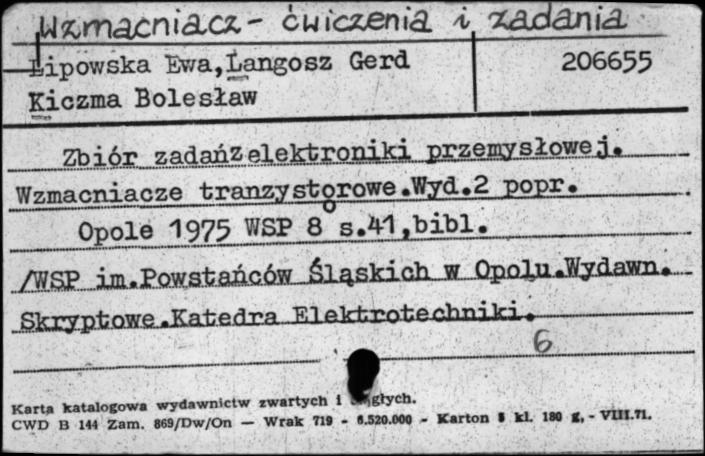 Wzmacniacz - ćwiczenia i zadania
Lipowska Ewa, Langosz Gerd 206655
Kiczma Bolesław
Zbiór zadań z elektroniki przemysłowej.
Wzmacniacze tranzystorowe.Wyd.2 popr.
Opole 1975 WSP 8 s.41,bibl.
/WSP im.Powstańców Śląskich w Opolu.Wydawn.
Skryptowe.Katedra Elektrotechniki.
6
Karta katalogowa wydawnictw zwartych i
CWD B 144 Zam. 869/Dw/On — Wrak 719 - 6.520.000 - Karton kl. 180 g, - VIII.71.